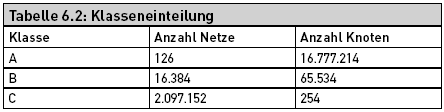 Tabelle 6.2: Klasseneinteilung
Klasse Anzahl Netze Anzahl Knoten
A 126 16.777.214
B 16.384 65.534
C 2.097.152 254